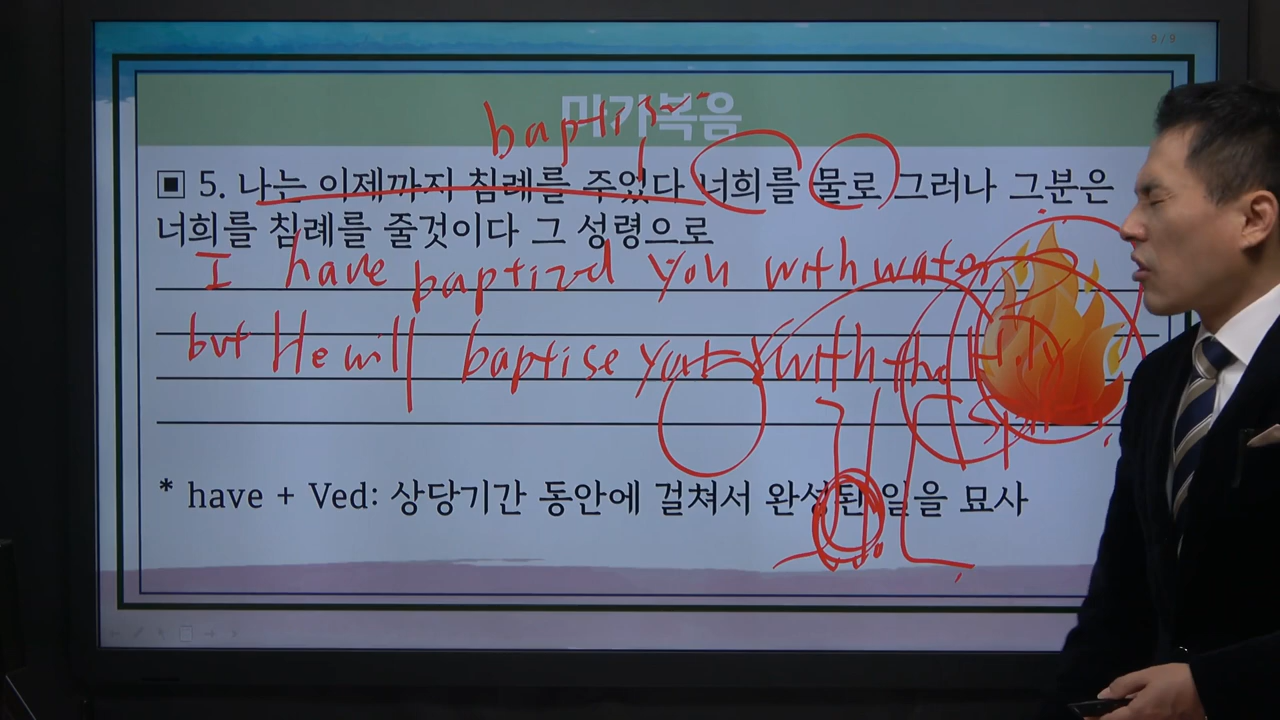 9 / 9
마가복음
baptis
▣ 5. 나는 이제까지 침례를 주었다 너희를 물로 그러나 그분은
너희를 침례를 줄것이다 그 성령으로
I have baptized you with water
but He will baptise you with the Holy
Spirit
* have + Ved: 상당기간 동안에 걸쳐서 완성된 일을 묘사